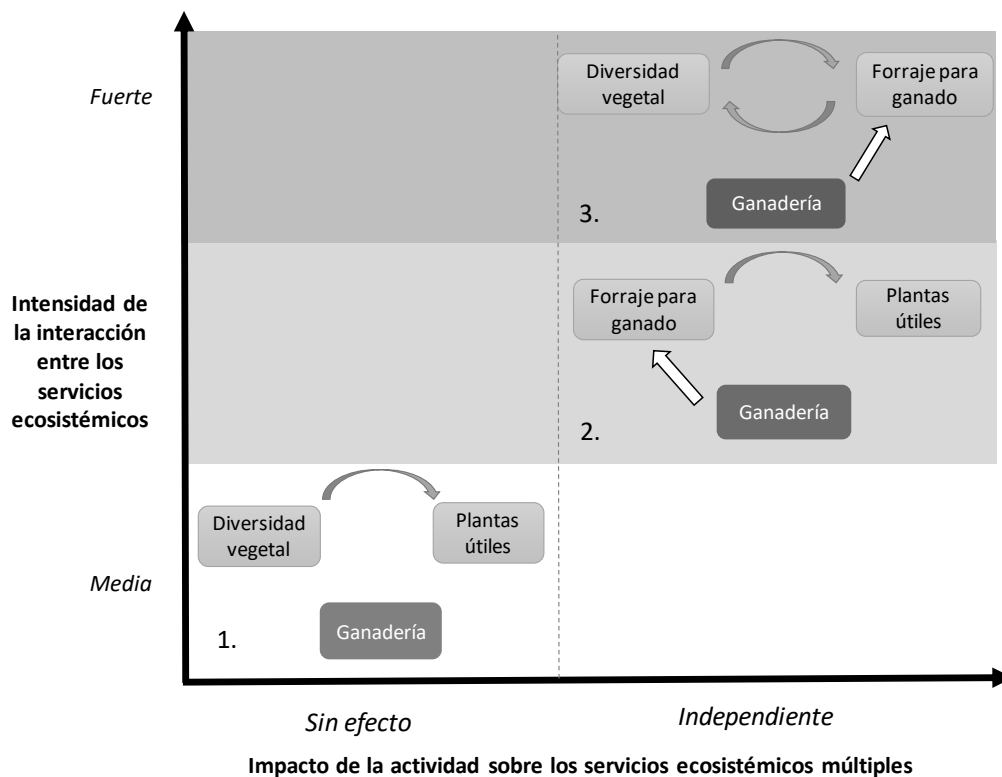 Fuerte
Diversidad
vegetal
Forraje para
ganado
Ganadería
3.
Intensidad de
la interacción
entre los
servicios
ecosistémicos
Forraje para
ganado
Plantas
útiles
Ganadería
2.
Diversidad
vegetal
Plantas
útiles
Media
Ganadería
1.
Sin efecto
Independiente
Impacto de la actividad sobre los servicios ecosistémicos múltiples